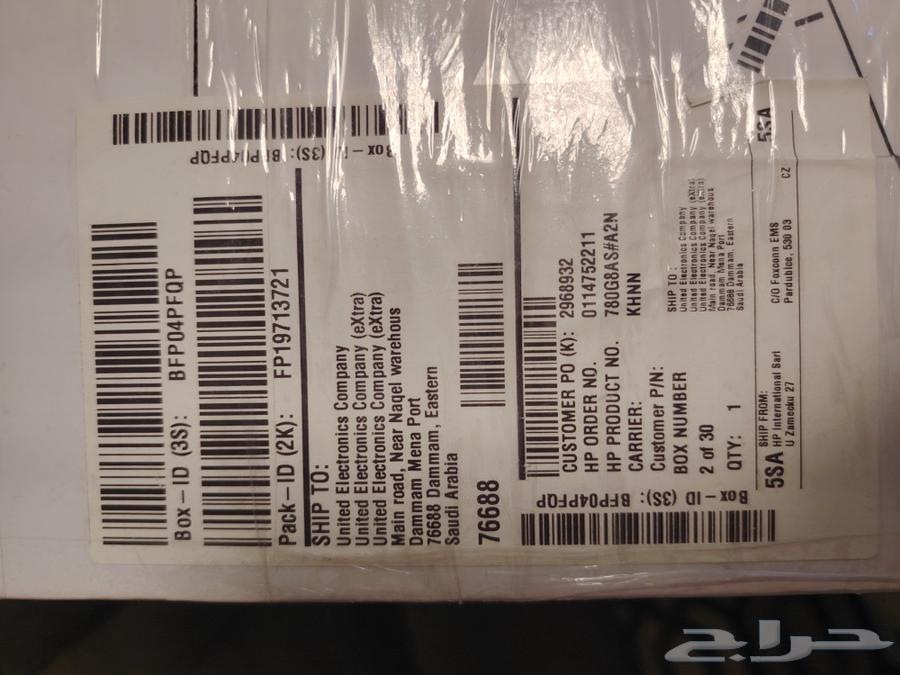 Box - ID (3S): BFP04PFQP
Box - ID (3S): BFP04PFQP
Pack - ID (2K): FP19713721
SHIP TO:
United Electronics Company
United Electronics Company (eXtra)
United Electronics Company (eXtra)
Main road, Near Naqel warehous
Dammam Mena Port
76688 Dammam, Eastern
Saudi Arabia
76688
CUSTOMER PO (K): 2968932
HP ORDER NO. 0114752211
HP PRODUCT NO. 780G8AS#A2N
CARRIER: KHNN
Customer P/N:
BOX NUMBER
2 of 30
QTY: 1
SHIP TO:
United Electronics Company
United Electronics Company (eXtra)
United Electronics Company (eXtra)
Main road, Near Naqel warehous
Dammam Mena Port
76688 Dammam, Eastern
Saudi Arabia
SHIP FROM:
5SA HP International Sarl C/O Foxconn EMS 5SA
U Zamecku 27 Pardubice, 530 03 CZ
Box - ID (3S): BFP04PFQP
حراج